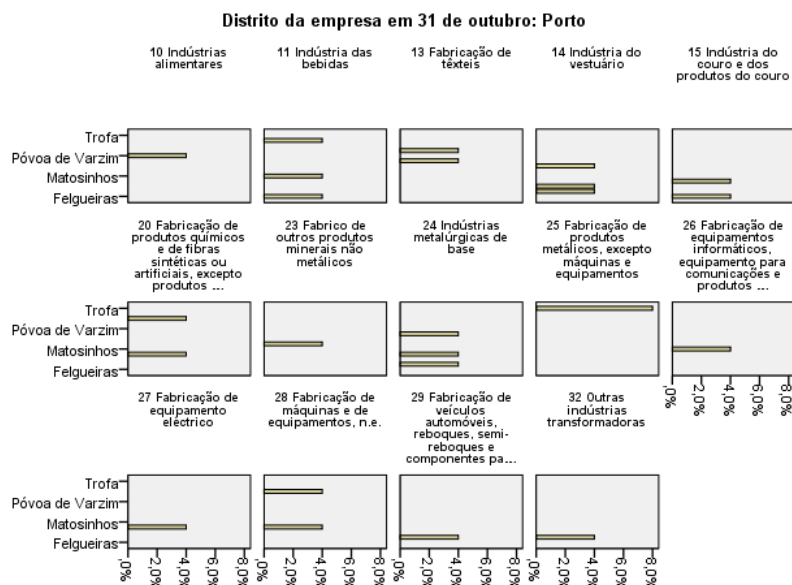 Distrito da empresa em 31 de outubro: Porto
10 Indústrias
alimentares
11 Indústria das
bebidas
13 Fabricação de
têxteis
14 Indústria do
vestuário
15 Indústria do
couro e dos
produtos do couro
Trofa
Póvoa de Varzim
Matosinhos
Felgueiras
20 Fabricação de
produtos químicos
e de fibras
sintéticas ou
artificiais, excepto
produtos ...
23 Fabrico de
outros produtos
minerais não
metálicos
24 Indústrias
metalúrgicas de
base
25 Fabricação de
produtos
metálicos, excepto
máquinas e
equipamentos
26 Fabricação de
equipamentos
informáticos,
equipamento para
comunicações e
produtos ...
Trofa
Póvoa de Varzim
Matosinhos
Felgueiras
,0% 2,0% 4,0% 6,0% 8,0%
27 Fabricação de
equipamento
eléctrico
28 Fabricação de
máquinas e de
equipamentos, n.e.
29 Fabricação de
veículos
automóveis,
reboques, semi-
reboques e
componentes pa...
32 Outras
indústrias
transformadoras
Trofa
Póvoa de Varzim
Matosinhos
Felgueiras
,0% 2,0% 4,0% 6,0% 8,0%
,0% 2,0% 4,0% 6,0% 8,0%
,0% 2,0% 4,0% 6,0% 8,0%
,0% 2,0% 4,0% 6,0% 8,0%